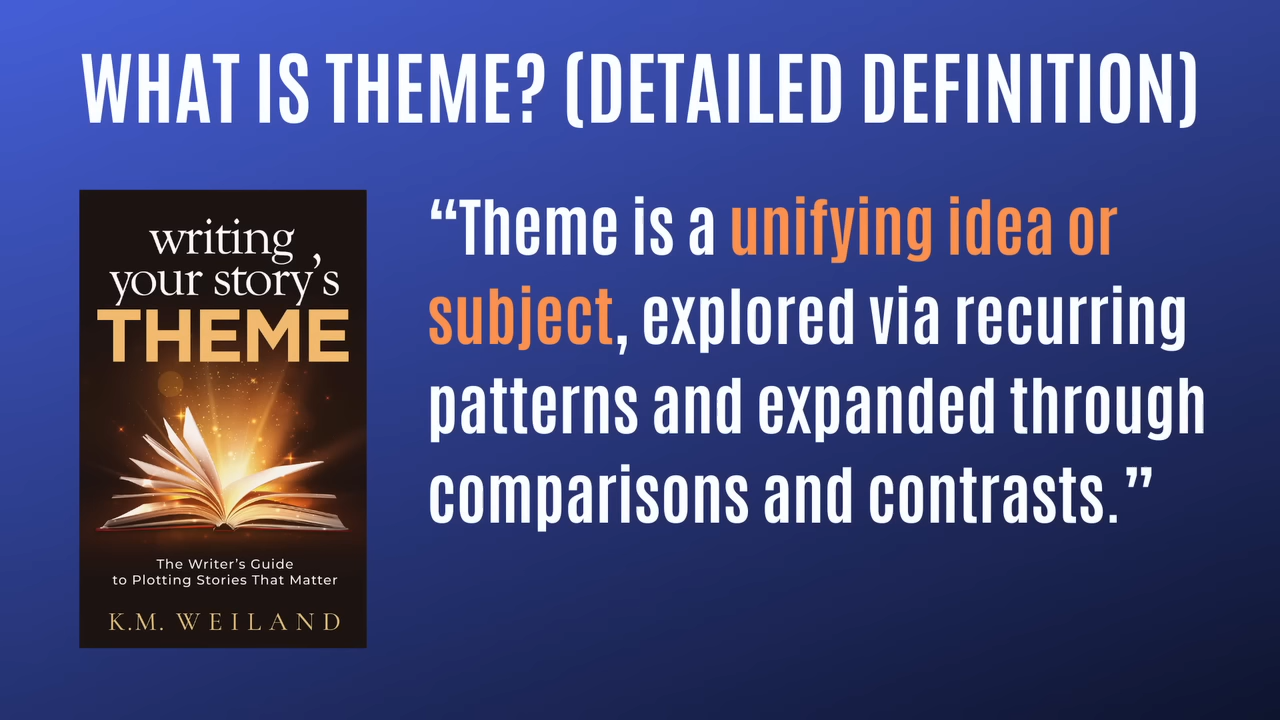 WHAT IS THEME? (DETAILED DEFINITION)
writing
your story's
THEME
The Writer's Guide
to Plotting Stories That Matter
K.M. WEILAND
“Theme is a unifying idea or
subject, explored via recurring
patterns and expanded through
comparisons and contrasts.”